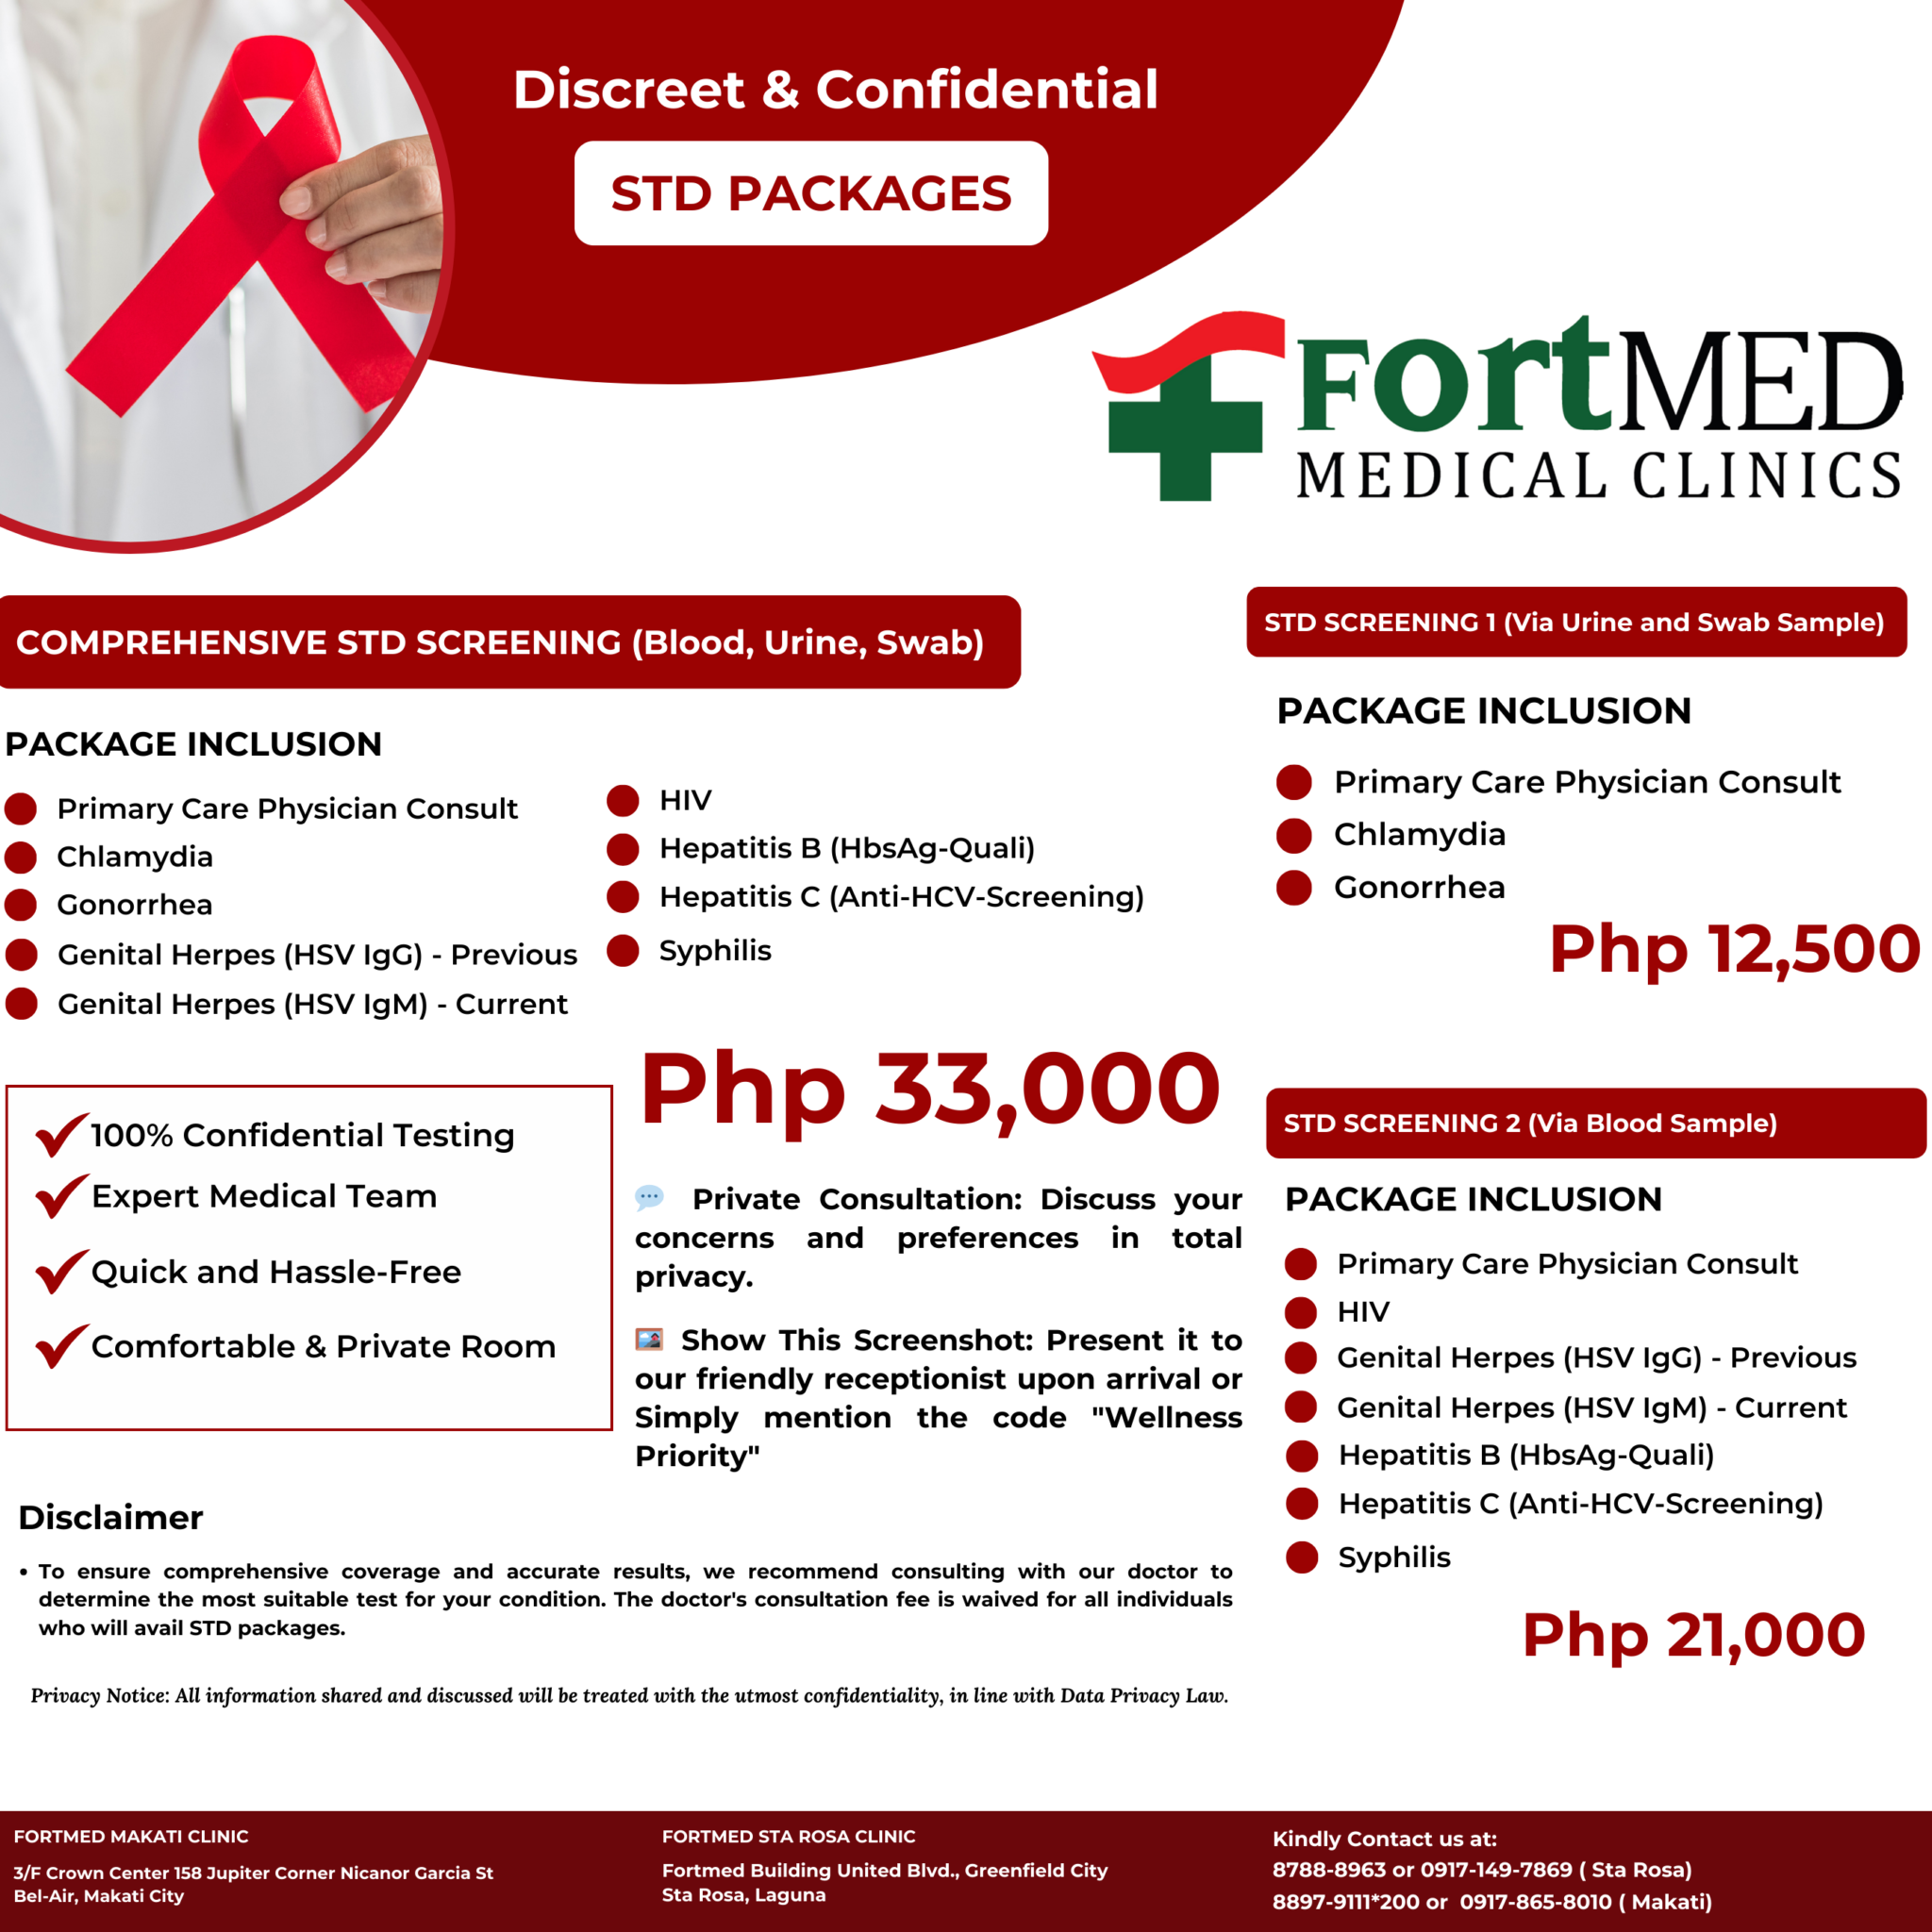 Discreet & Confidential
STD PACKAGES
FortMED
MEDICAL CLINICS
COMPREHENSIVE STD SCREENING (Blood, Urine, Swab)
PACKAGE INCLUSION
Primary Care Physician Consult
Chlamydia
Gonorrhea
Genital Herpes (HSV IgG) - Previous
Genital Herpes (HSV IgM) - Current
HIV
Hepatitis B (HbsAg-Quali)
Hepatitis C (Anti-HCV-Screening)
Syphilis
Php 33,000
100% Confidential Testing
Expert Medical Team
Quick and Hassle-Free
Comfortable & Private Room
💬 Private Consultation: Discuss your
concerns and preferences in total
privacy.
🖼️ Show This Screenshot: Present it to
our friendly receptionist upon arrival or
Simply mention the code "Wellness
Priority"
Disclaimer
• To ensure comprehensive coverage and accurate results, we recommend consulting with our doctor to
determine the most suitable test for your condition. The doctor's consultation fee is waived for all individuals
who will avail STD packages.
Privacy Notice: All information shared and discussed will be treated with the utmost confidentiality, in line with Data Privacy Law.
STD SCREENING 1 (Via Urine and Swab Sample)
PACKAGE INCLUSION
Primary Care Physician Consult
Chlamydia
Gonorrhea
Php 12,500
STD SCREENING 2 (Via Blood Sample)
PACKAGE INCLUSION
Primary Care Physician Consult
HIV
Genital Herpes (HSV IgG) - Previous
Genital Herpes (HSV IgM) - Current
Hepatitis B (HbsAg-Quali)
Hepatitis C (Anti-HCV-Screening)
Syphilis
Php 21,000
FORTMED MAKATI CLINIC
3/F Crown Center 158 Jupiter Corner Nicanor Garcia St
Bel-Air, Makati City
FORTMED STA ROSA CLINIC
Fortmed Building United Blvd., Greenfield City
Sta Rosa, Laguna
Kindly Contact us at:
8788-8963 or 0917-149-7869 ( Sta Rosa)
8897-9111*200 or 0917-865-8010 ( Makati)